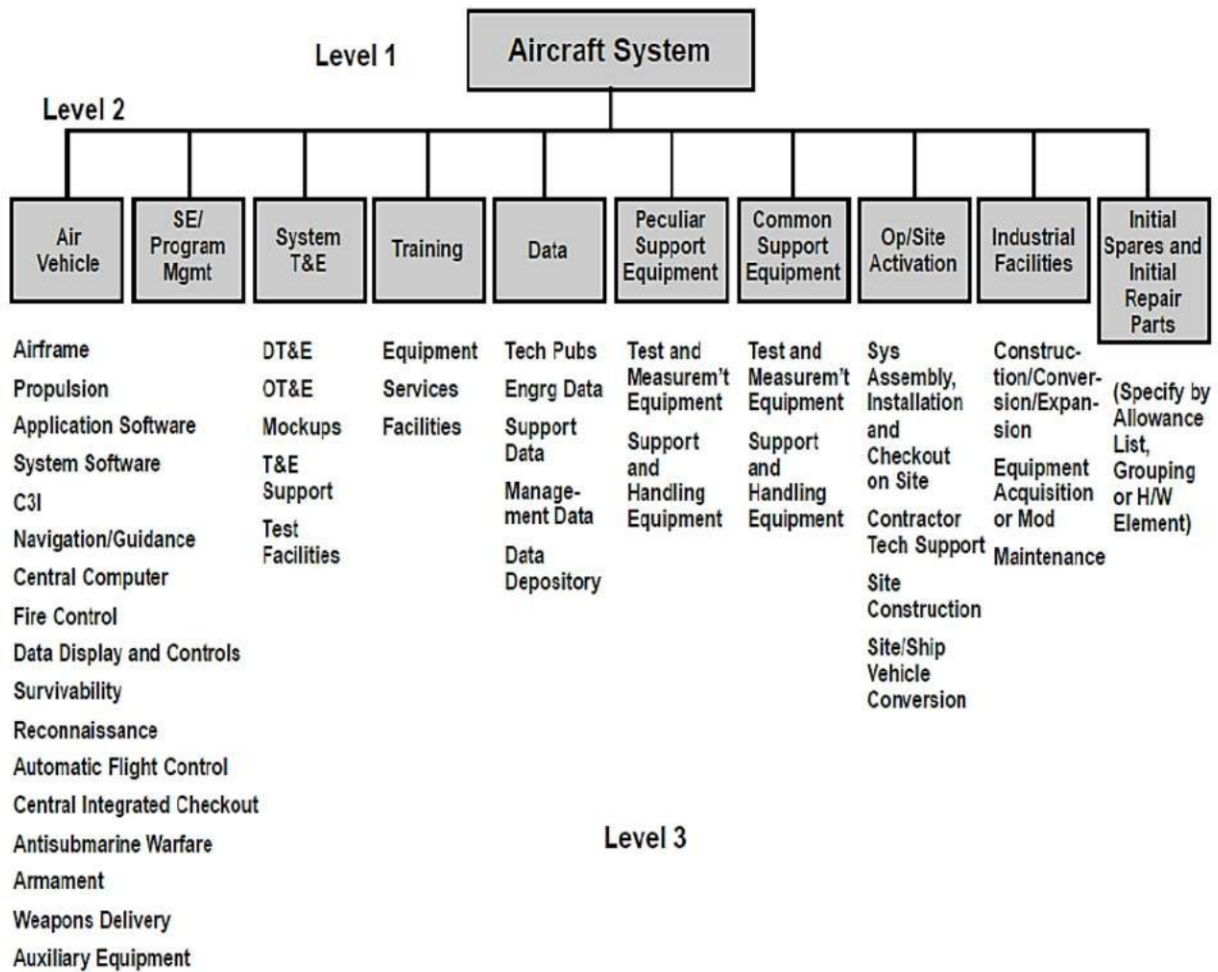 Level 1
Aircraft System
Level 2
Air
Vehicle
SE/
Program
Mgmt
System
T&E
Training
Data
Peculiar
Support
Equipment
Common
Support
Equipment
Op/Site
Activation
Industrial
Facilities
Initial
Spares and
Initial
Repair
Parts
Airframe
Propulsion
Application Software
System Software
C3I
Navigation/Guidance
Central Computer
Fire Control
Data Display and Controls
Survivability
Reconnaissance
Automatic Flight Control
Central Integrated Checkout
Antisubmarine Warfare
Armament
Weapons Delivery
Auxiliary Equipment
DT&E
OT&E
Mockups
T&E
Support
Test
Facilities
Equipment
Services
Facilities
Tech Pubs
Engrg Data
Support
Data
Manage-
ment Data
Data
Depository
Test and
Measurem't
Equipment
Support
and
Handling
Equipment
Test and
Measurem't
Equipment
Support
and
Handling
Equipment
Sys
Assembly,
Installation
and
Checkout
on Site
Contractor
Tech Support
Site
Construction
Site/Ship
Vehicle
Conversion
Construc-
tion/Conver-
sion/Expan-
sion
Equipment
Acquisition
or Mod
Maintenance
(Specify by
Allowance
List,
Grouping
or H/W
Element)
Level 3